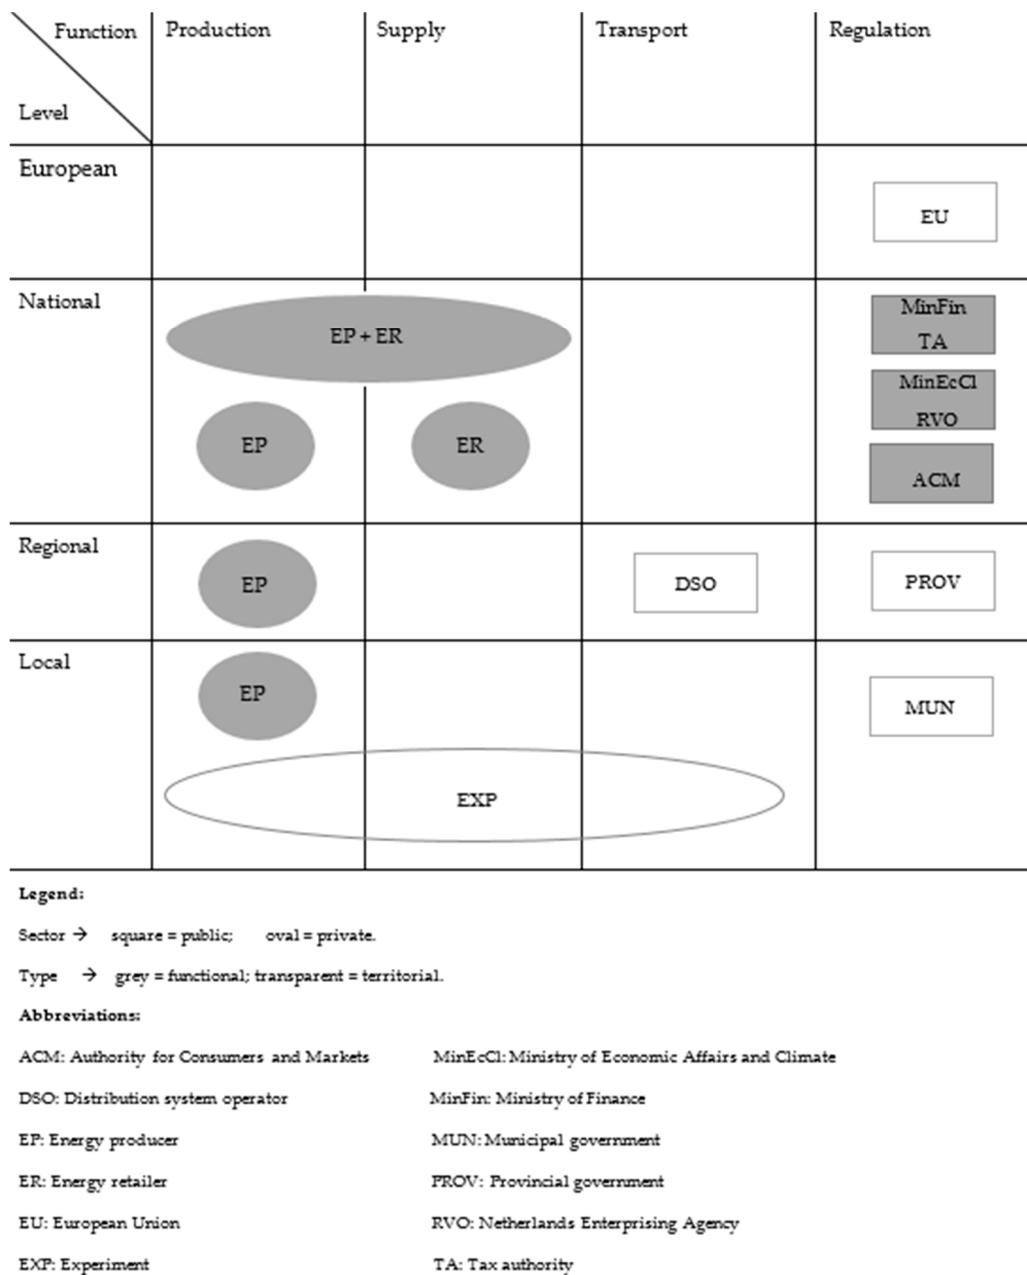 Function Production Supply Transport Regulation
Level
European
EU
National
MinFin
EP + ER
TA
MinEcCl
RVO
EP ER
ACM
Regional
EP DSO PROV
Local
EP MUN
EXP
Legend:
Sector → square = public; oval = private.
Type → grey = functional; transparent = territorial.
Abbreviations:
ACM: Authority for Consumers and Markets MinEcCl: Ministry of Economic Affairs and Climate
DSO: Distribution system operator MinFin: Ministry of Finance
EP: Energy producer MUN: Municipal government
ER: Energy retailer PROV: Provincial government
EU: European Union RVO: Netherlands Enterprising Agency
EXP: Experiment TA: Tax authority